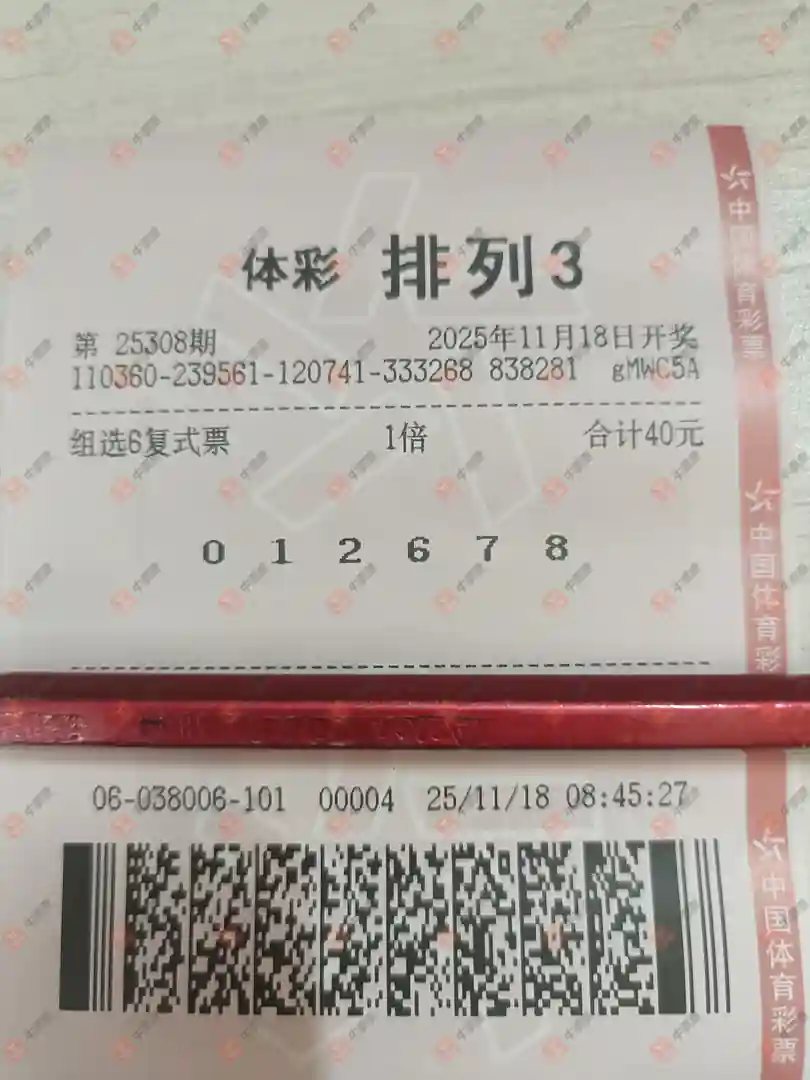 体彩 排列3
第 25308期 2025年11月18日开奖
110360-239561-120741-333268 838281 gMWC5A
组选6复式票 1倍 合计40元
0 1 2 6 7 8
06-038006-101 00004 25/11/18 08:45:27
中国体育彩票
中国体育彩
中国体育彩票